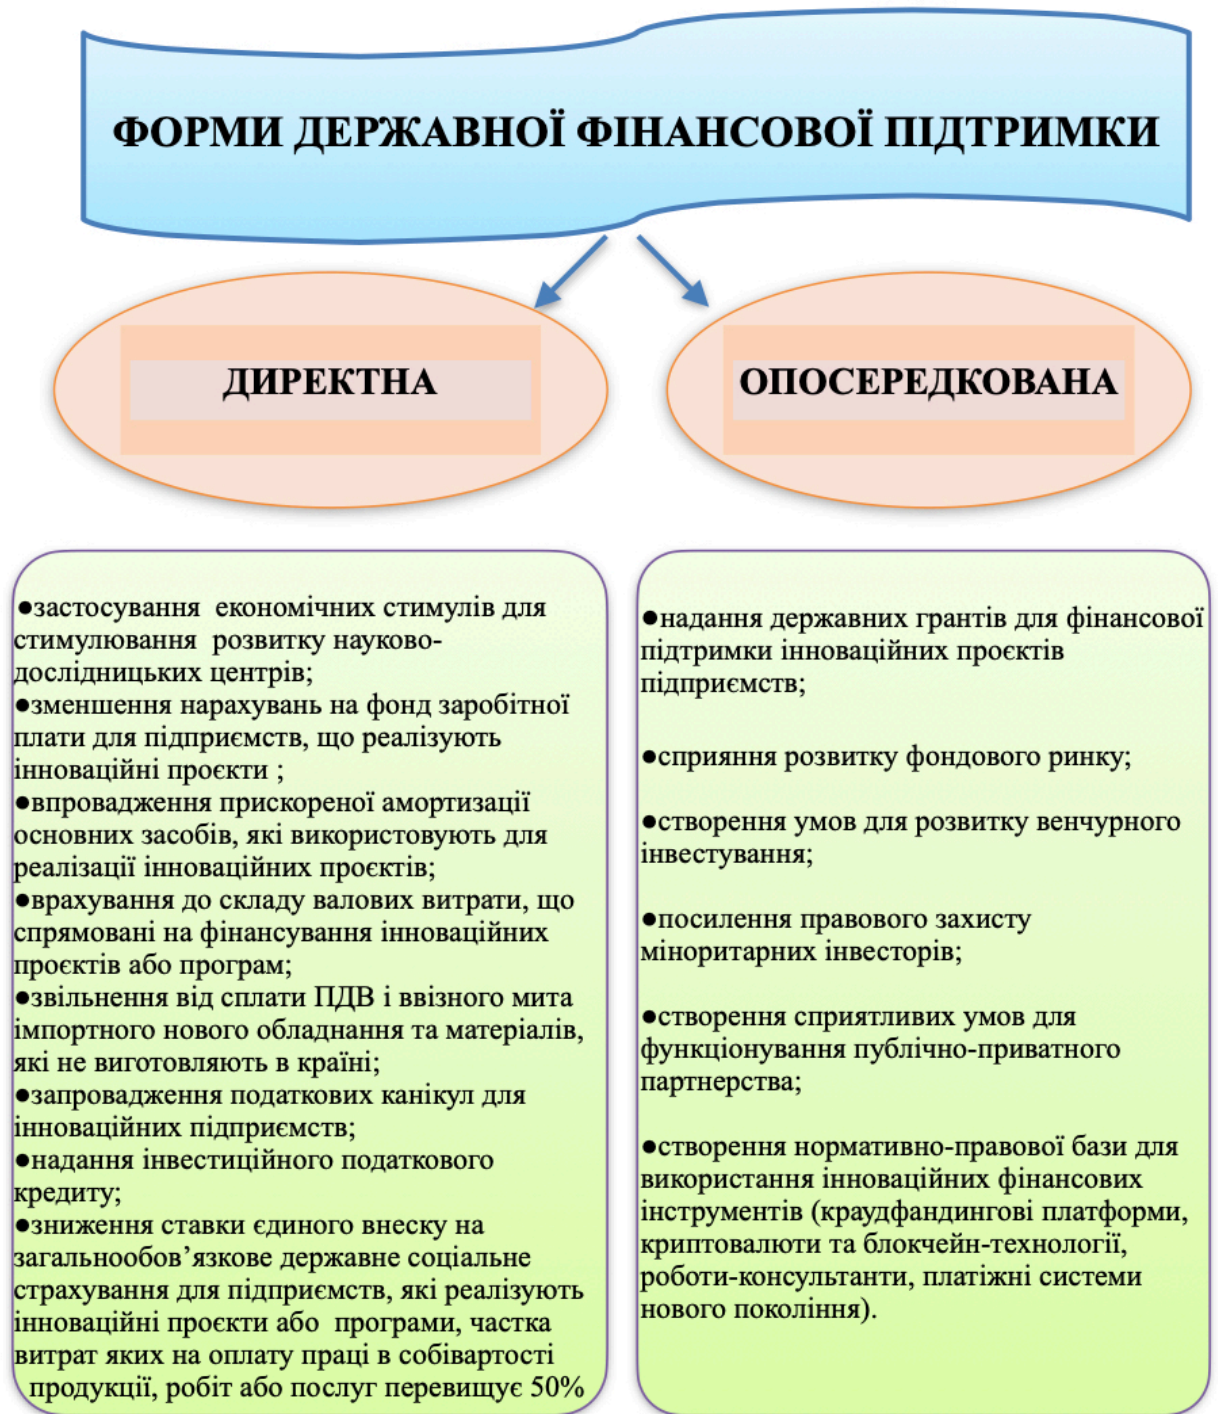 ФОРМИ ДЕРЖАВНОЇ ФІНАНСОВОЇ ПІДТРИМКИ
ДИРЕКТНА
ОПОСЕРЕДКОВАНА
●застосування економічних стимулів для
стимулювання розвитку науково-
дослідницьких центрів;
●зменшення нарахувань на фонд заробітної
плати для підприємств, що реалізують
інноваційні проєкти ;
●впровадження прискореної амортизації
основних засобів, які використовують для
реалізації інноваційних проєктів;
●врахування до складу валових витрати, що
спрямовані на фінансування інноваційних
проєктів або програм;
●звільнення від сплати ПДВ і ввізного мита
імпортного нового обладнання та матеріалів,
які не виготовляють в країні;
●запровадження податкових канікул для
інноваційних підприємств;
●надання інвестиційного податкового
кредиту;
●зниження ставки єдиного внеску на
загальнообов’язкове державне соціальне
страхування для підприємств, які реалізують
інноваційні проєкти або програми, частка
витрат яких на оплату праці в собівартості
продукції, робіт або послуг перевищує 50%
●надання державних грантів для фінансової
підтримки інноваційних проєктів
підприємств;
●сприяння розвитку фондового ринку;
●створення умов для розвитку венчурного
інвестування;
●посилення правового захисту
міноритарних інвесторів;
●створення сприятливих умов для
функціонування публічно-приватного
партнерства;
●створення нормативно-правової бази для
використання інноваційних фінансових
інструментів (краудфандингові платформи,
криптовалюти та блокчейн-технології,
роботи-консультанти, платіжні системи
нового покоління).